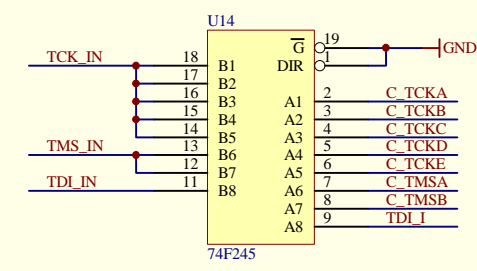 U14
19
G
GND
TCK_IN 18 B1 DIR 1
17 B2
16 B3 A1 2 C_TCKA
15 B4 A2 3 C_TCKB
14 B5 A3 4 C_TCKC
TMS_IN 13 B6 A4 5 C_TCKD
12 B7 A5 6 C_TCKE
TDI_IN 11 B8 A6 7 C_TMSA
A7 8 C_TMSB
A8 9 TDI_I
74F245